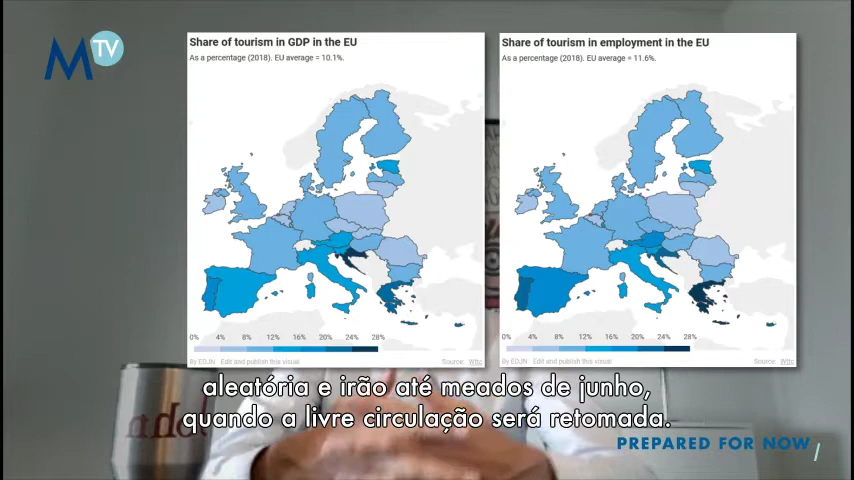 MTV
Share of tourism in GDP in the EU
As a percentage (2018). EU average = 10.1%.
0% 4% 8% 12% 16% 20% 24% 28%
By EDJN Edit and publish this visual Source: Wttc
Share of tourism in employment in the EU
As a percentage (2018). EU average = 11.6%.
0% 4% 8% 12% 16% 20% 24% 28%
By EDJN Edit and publish this visual Source: Wttc
aleatória e irão até meados de junho,
quando a livre circulação será retomada.
PREPARED FOR NOW